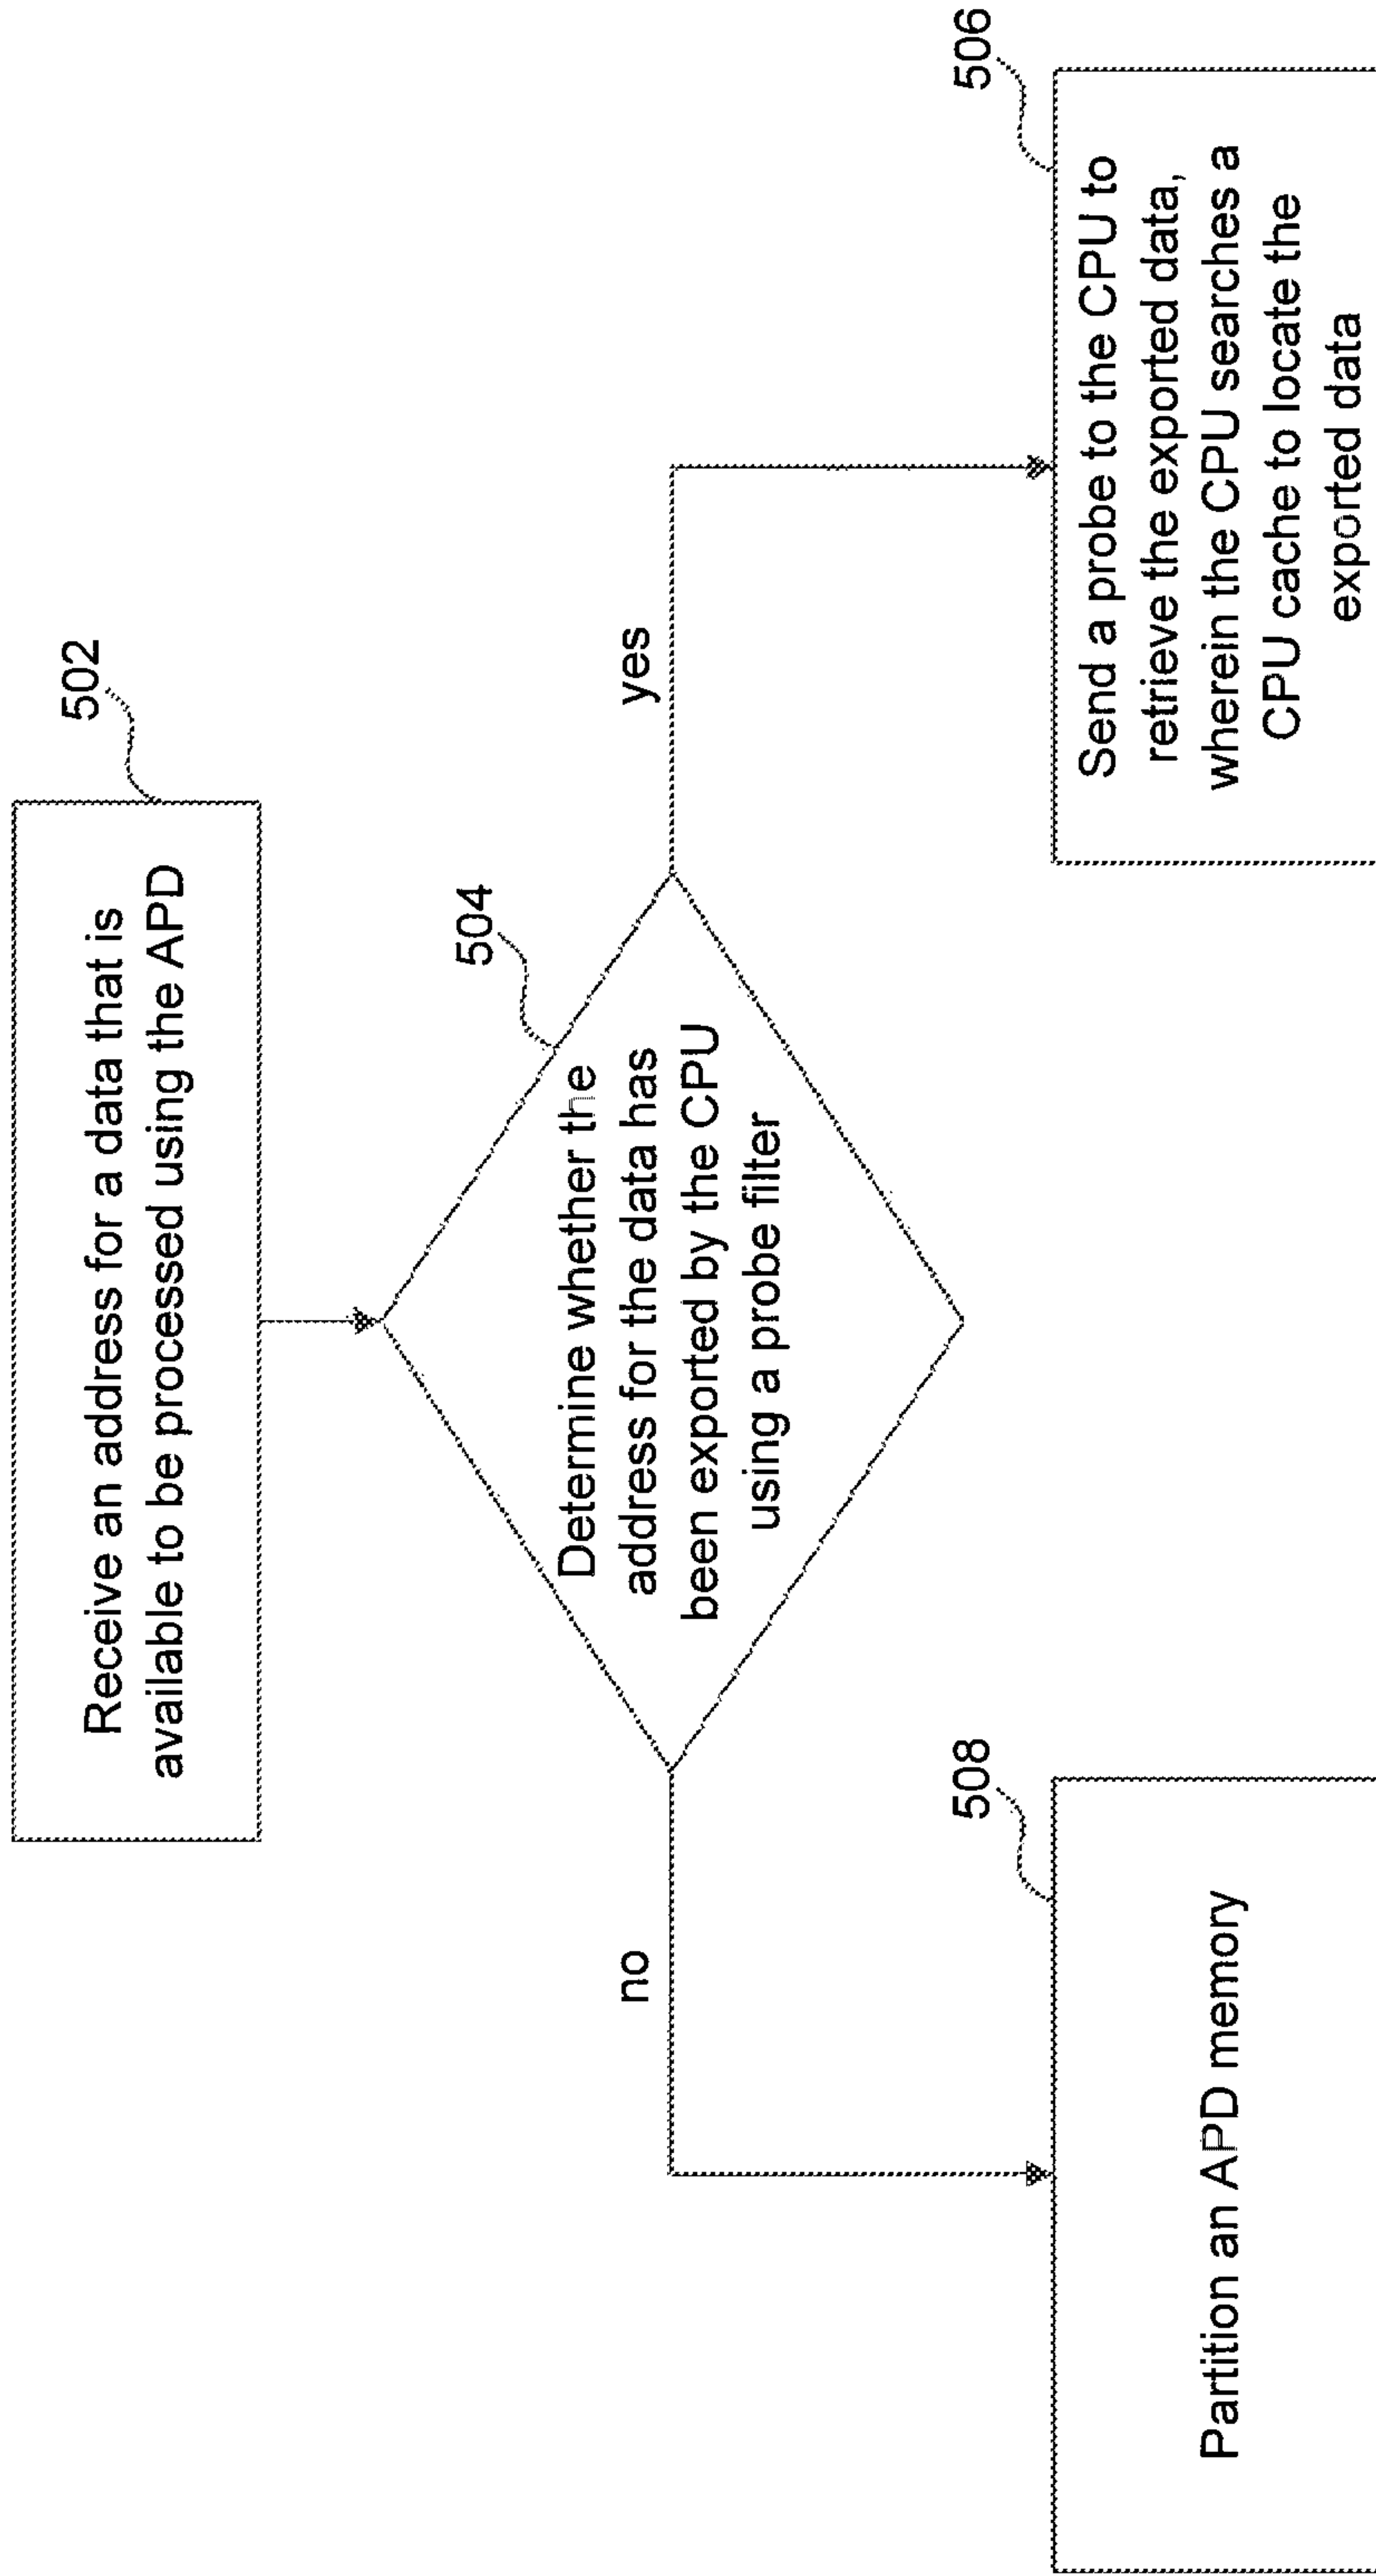 502
Receive an address for a data that is
available to be processed using the APD
504
Determine whether the
address for the data has
been exported by the CPU
using a probe filter
no
yes
508
Partition an APD memory
506
Send a probe to the CPU to
retrieve the exported data,
wherein the CPU searches a
CPU cache to locate the
exported data